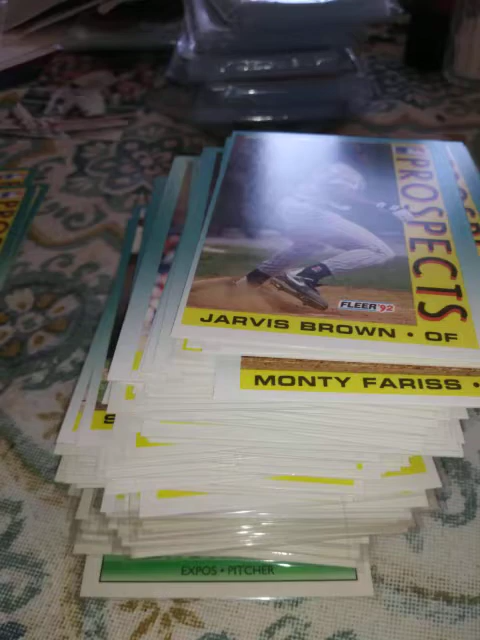 PROSPECTS
FLEER '92
JARVIS BROWN • OF
MONTY FARISS •
S
EXPOS • PITCHER